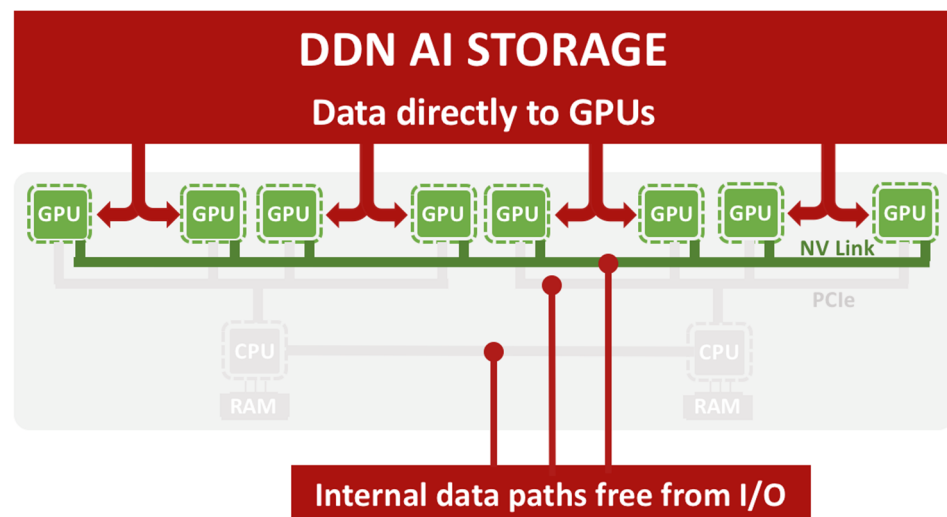 DDN AI STORAGE
Data directly to GPUs
GPU GPU GPU GPU GPU GPU GPU GPU
NV Link
PCIe
CPU CPU
RAM RAM
Internal data paths free from I/O